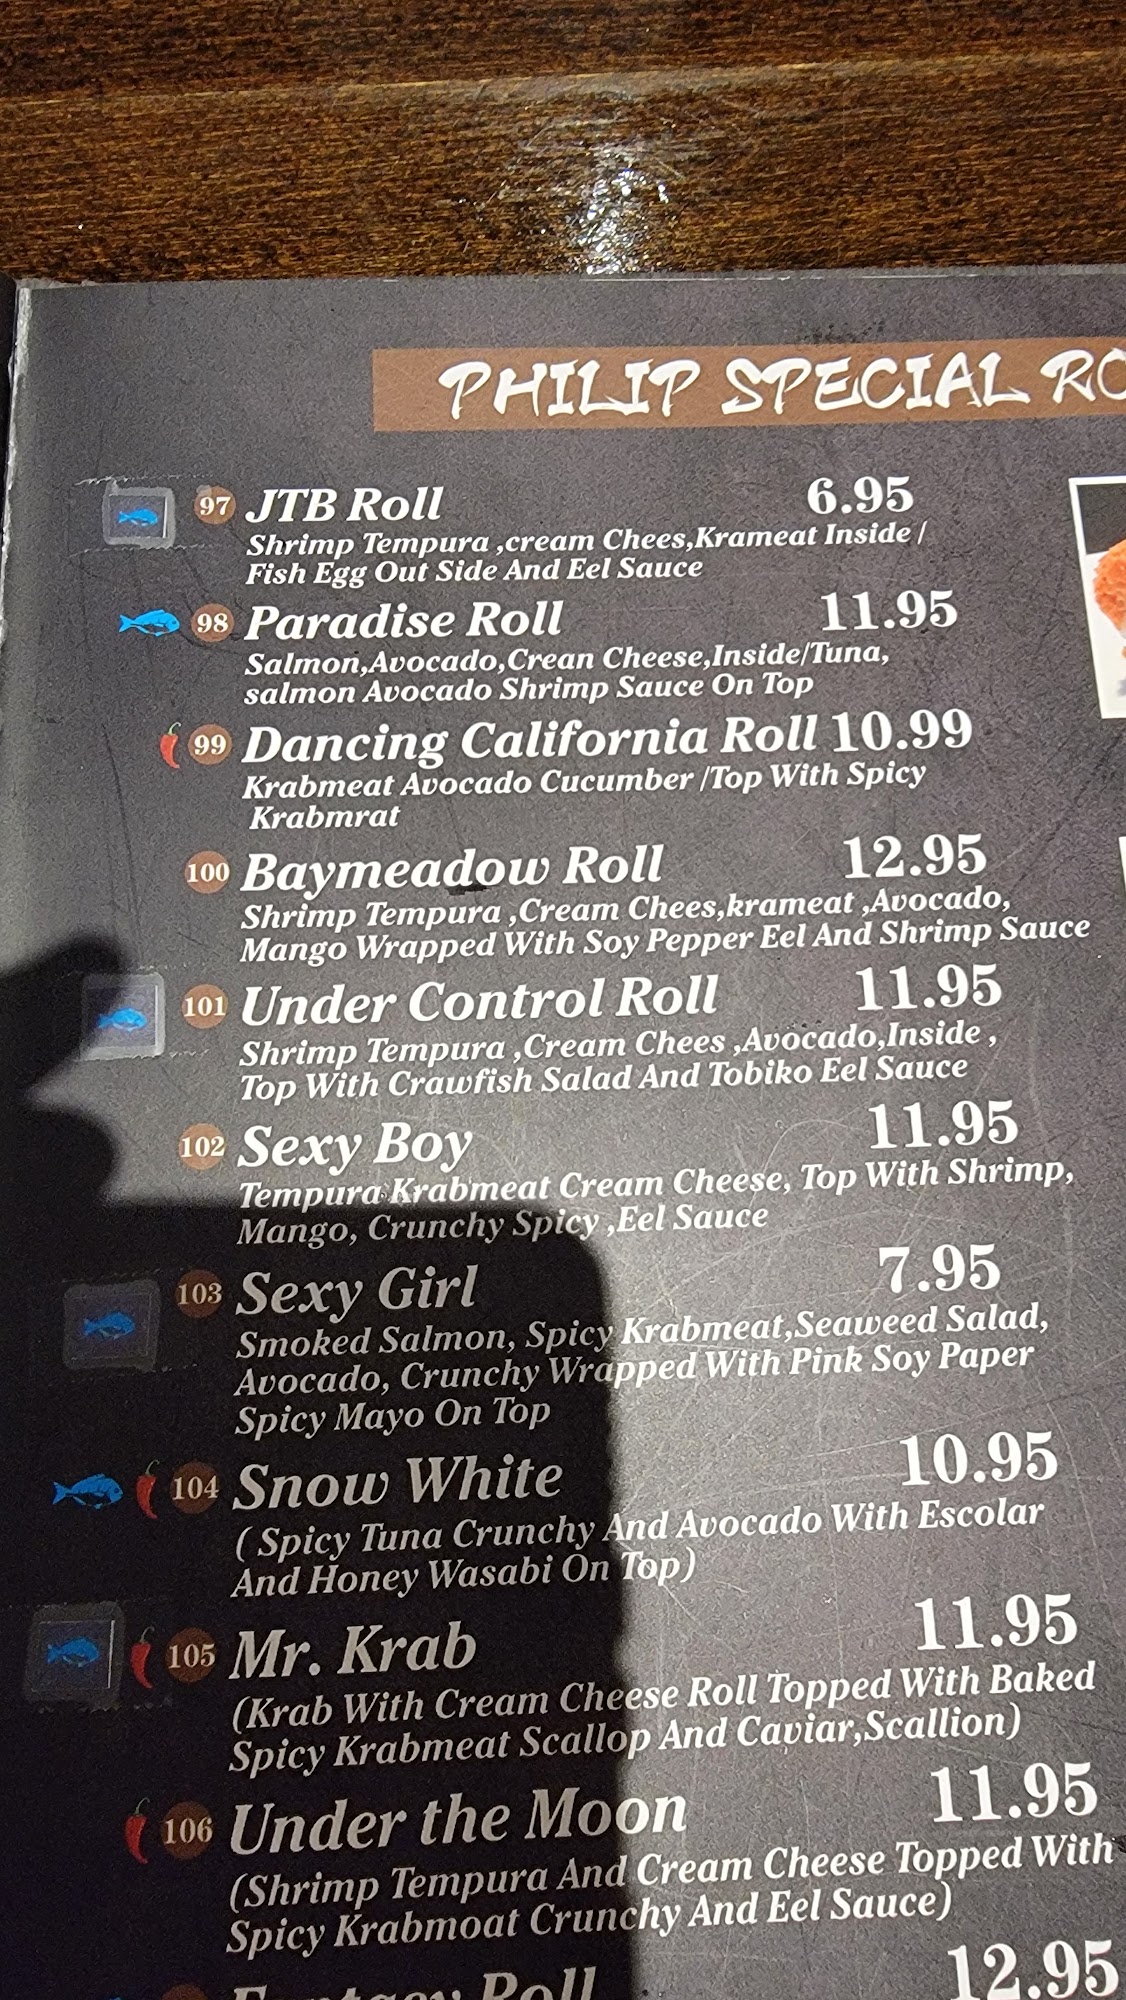 PHILIP SPECIAL
97 JTB Roll 6.95
Shrimp Tempura ,cream Chees,Krameat Inside /
Fish Egg Out Side And Eel Sauce
98 Paradise Roll 11.95
Salmon,Avocado,Crean Cheese,Inside/Tuna,
salmon Avocado Shrimp Sauce On Top
99 Dancing California Roll 10.99
Krabmeat Avocado Cucumber /Top With Spicy
Krabmrat
100 Baymeadow Roll 12.95
Shrimp Tempura ,Cream Chees,krameat ,Avocado,
Mango Wrapped With Soy Pepper Eel And Shrimp Sauce
101 Under Control Roll 11.95
Shrimp Tempura ,Cream Chees ,Avocado,Inside ,
Top With Crawfish Salad And Tobiko Eel Sauce
102 Sexy Boy 11.95
Tempura Krabmeat Cream Cheese, Top With Shrimp,
Mango, Crunchy Spicy ,Eel Sauce
103 Sexy Girl 7.95
Smoked Salmon, Spicy Krabmeat,Seaweed Salad,
Avocado, Crunchy Wrapped With Pink Soy Paper
Spicy Mayo On Top
104 Snow White 10.95
( Spicy Tuna Crunchy And Avocado With Escolar
And Honey Wasabi On Top)
105 Mr. Krab 11.95
(Krab With Cream Cheese Roll Topped With Baked
Spicy Krabmeat Scallop And Caviar,Scallion)
106 Under the Moon 11.95
(Shrimp Tempura And Cream Cheese Topped With
Spicy Krabmoat Crunchy And Eel Sauce)
Roll 12.95